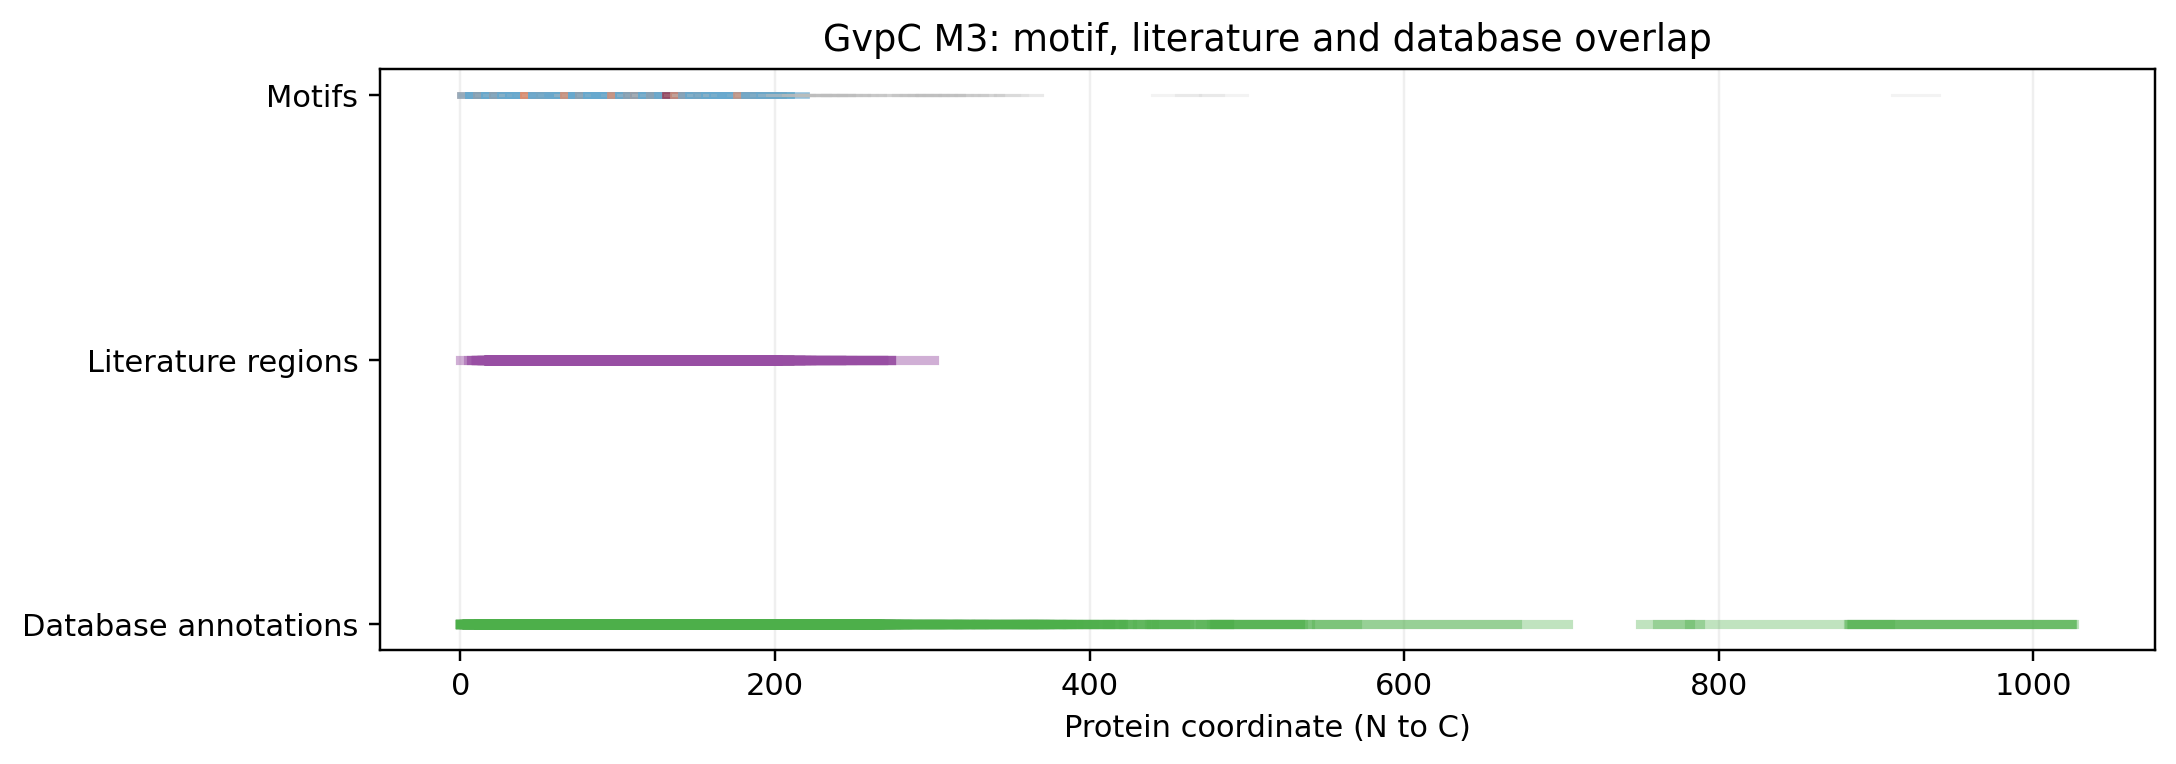 GvpC M3: motif, literature and database overlap
Motifs
Literature regions
Database annotations
0 200 400 600 800 1000
Protein coordinate (N to C)